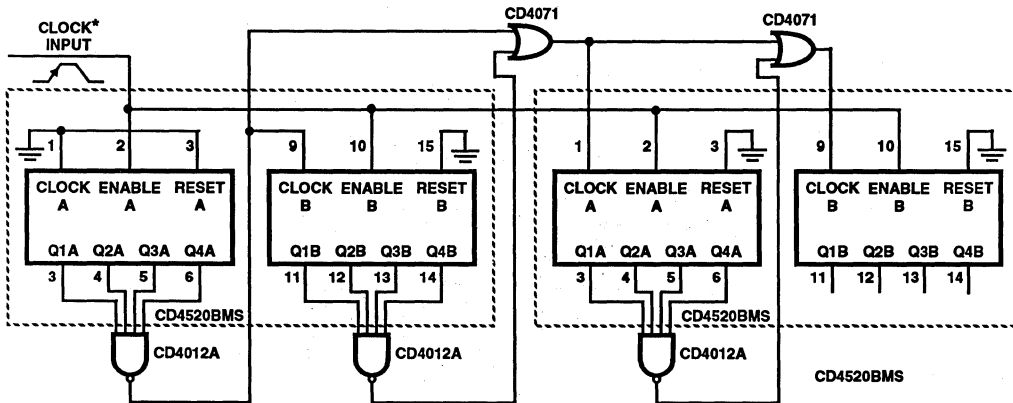 CD4071
CD4071
CLOCK*
INPUT
1 2 3
9 10 15
1 2 3
9 10 15
CLOCK ENABLE RESET
A A A
CLOCK ENABLE RESET
B B B
CLOCK ENABLE RESET
A A A
CLOCK ENABLE RESET
B B B
Q1A Q2A Q3A Q4A
Q1B Q2B Q3B Q4B
Q1A Q2A Q3A Q4A
Q1B Q2B Q3B Q4B
3 4 5 6
11 12 13 14
3 4 5 6
11 12 13 14
CD4520BMS
CD4520BMS
CD4012A
CD4012A
CD4012A
CD4520BMS